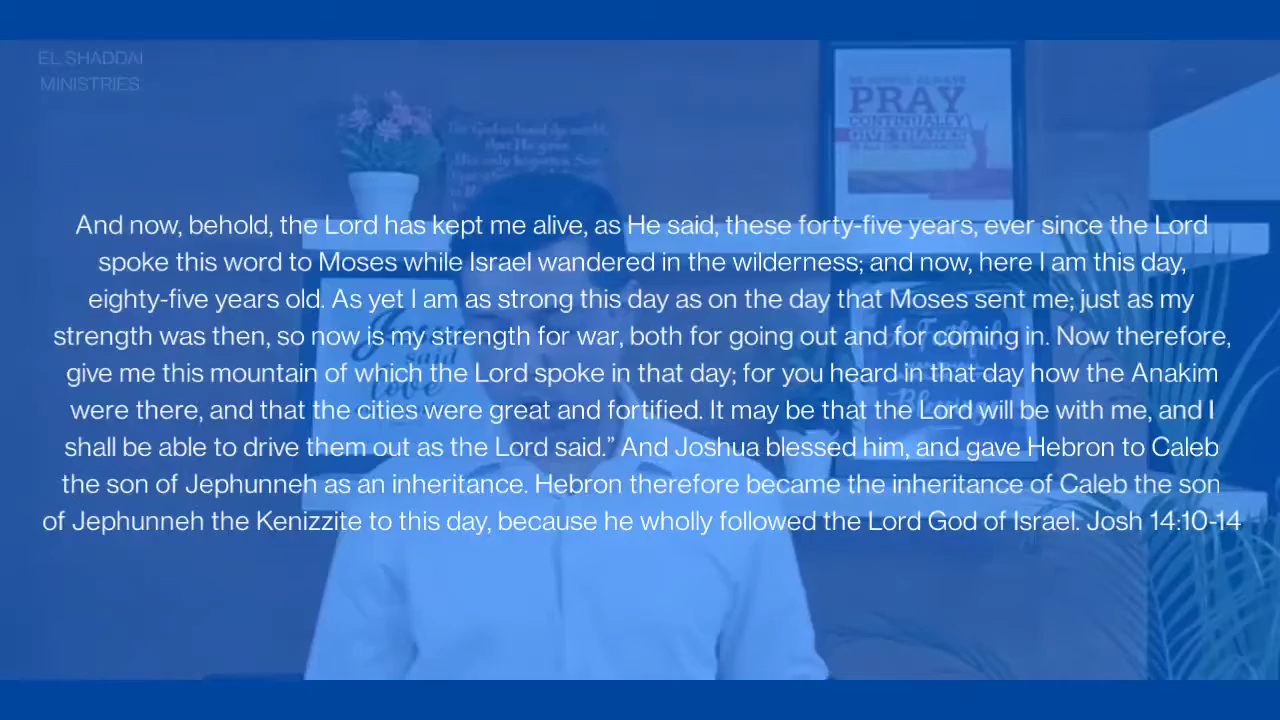 EL SHADDAI
MINISTRIES
PRAY
CONTINUALLY
GIVE THANKS
And now, behold, the Lord has kept me alive, as He said, these forty-five years, ever since the Lord
spoke this word to Moses while Israel wandered in the wilderness; and now, here I am this day,
eighty-five years old. As yet I am as strong this day as on the day that Moses sent me; just as my
strength was then, so now is my strength for war, both for going out and for coming in. Now therefore,
give me this mountain of which the Lord spoke in that day; for you heard in that day how the Anakim
were there, and that the cities were great and fortified. It may be that the Lord will be with me, and I
shall be able to drive them out as the Lord said.” And Joshua blessed him, and gave Hebron to Caleb
the son of Jephunneh as an inheritance. Hebron therefore became the inheritance of Caleb the son
of Jephunneh the Kenizzite to this day, because he wholly followed the Lord God of Israel. Josh 14:10-14